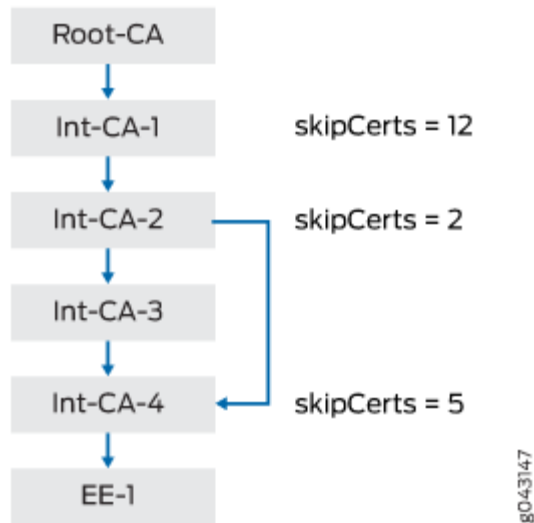 Root-CA
Int-CA-1
skipCerts = 12
Int-CA-2
skipCerts = 2
Int-CA-3
Int-CA-4
skipCerts = 5
EE-1
g043147